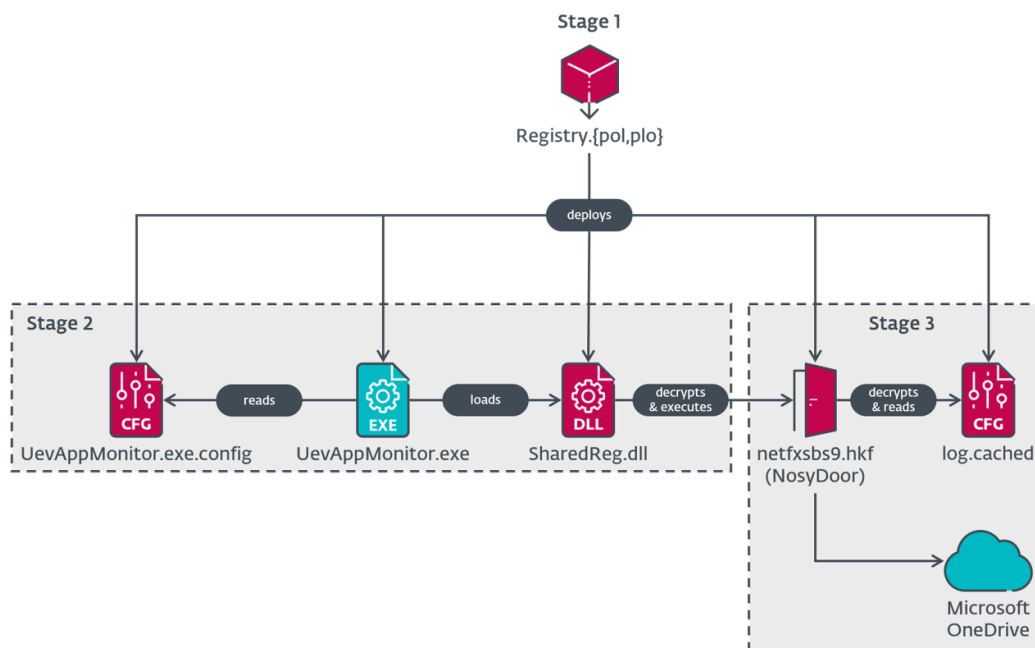 Stage 1
Registry.{pol,plo}
deploys
Stage 2
Stage 3
CFG
reads
EXE
loads
DLL
decrypts
& executes
decrypts
& reads
CFG
UevAppMonitor.exe.config
UevAppMonitor.exe
SharedReg.dll
netfxsbs9.hkf
(NosyDoor)
log.cached
Microsoft
OneDrive